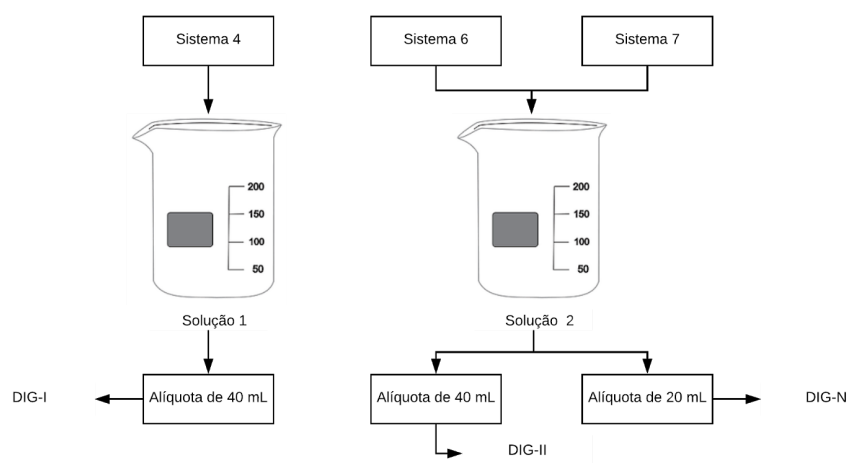 Sistema 4
Sistema 6
Sistema 7
200
150
100
50
200
150
100
50
Solução 1
Solução 2
DIG-I
Alíquota de 40 mL
Alíquota de 40 mL
Alíquota de 20 mL
DIG-N
DIG-II